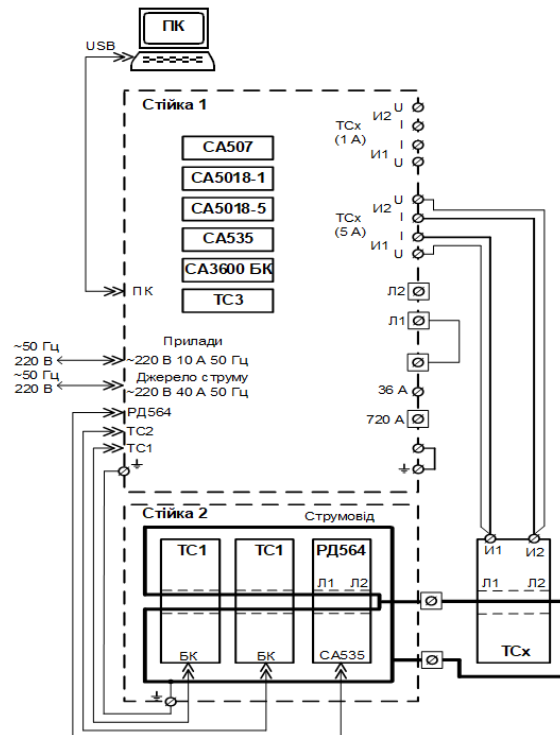 ПК
USB
Стійка 1
СА507
СА5018-1
СА5018-5
СА535
СА3600 БК
ТС3
ТСх
(1 А)
И2
U
I
И1
I
U
ТСх
(5 А)
И2
U
I
И1
I
U
ПК
Л2
Л1
Прилади
~50 Гц
220 В
~220 В 10 А 50 Гц
Джерело струму
~50 Гц
220 В
~220 В 40 А 50 Гц
36 А
РД564
720 А
ТС2
ТС1
Стійка 2
Струмовід
ТС1
ТС1
РД564
Л1
Л2
БК
БК
СА535
И1
И2
Л1
Л2
ТСх